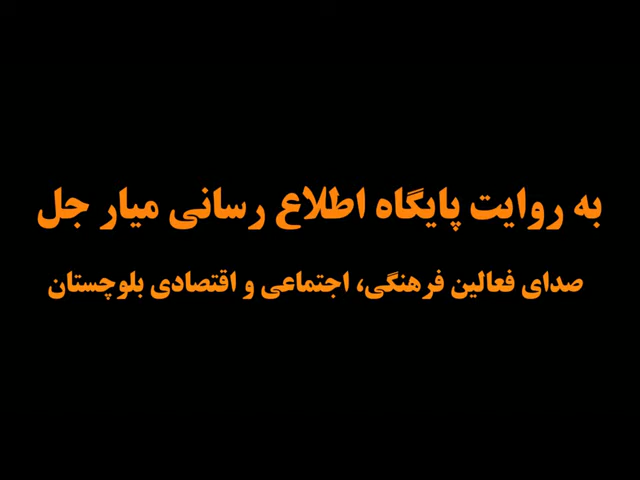 به روایت پایگاه اطلاع رسانی میار جل
صدای فعالین فرهنگی، اجتماعی و اقتصادی بلوچستان